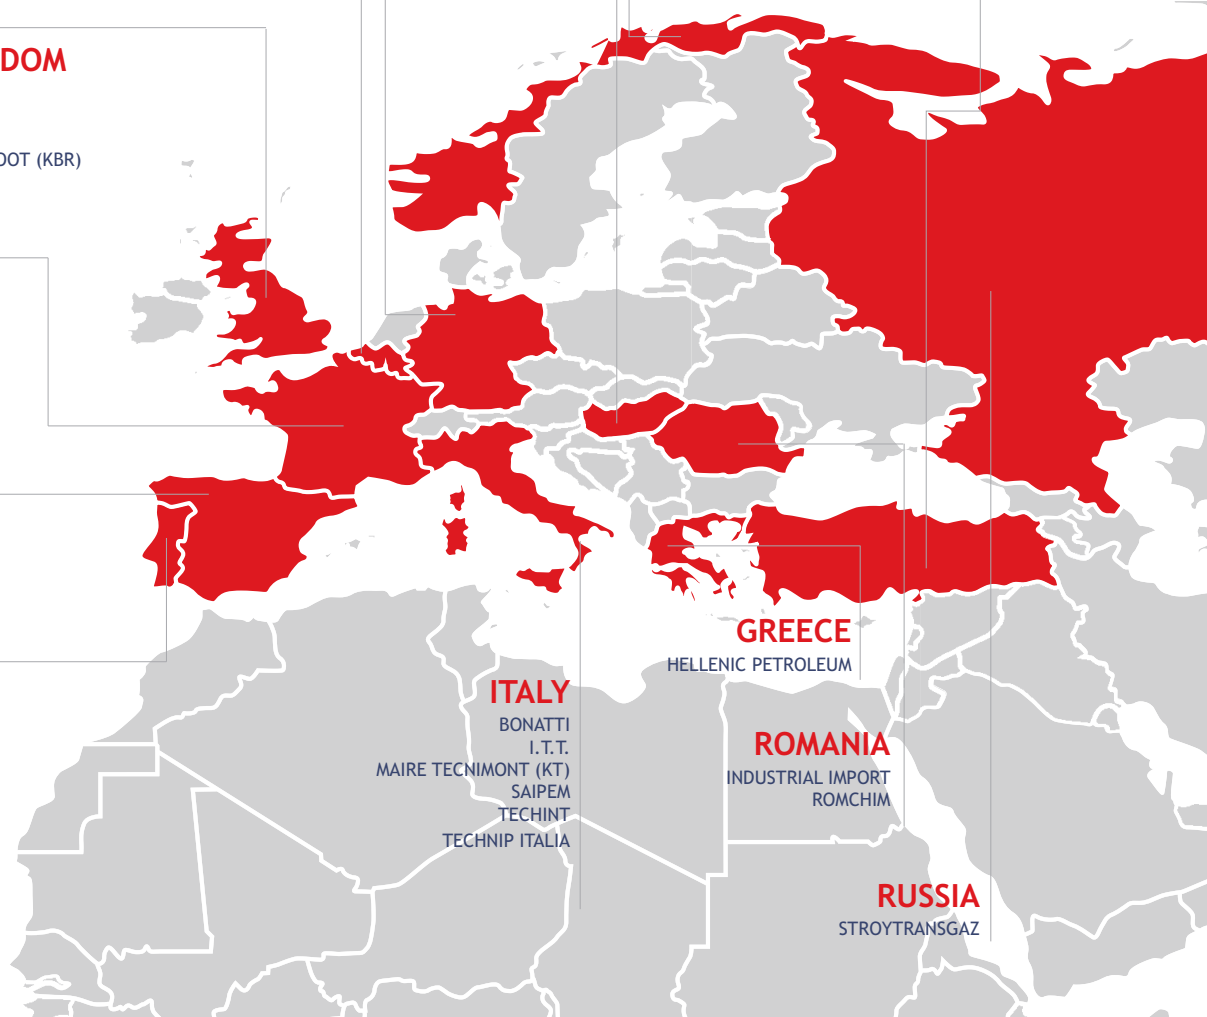 DOM
OOT (KBR)
GREECE
HELLENIC PETROLEUM
ITALY
BONATTI
I.T.T.
MAIRE TECNIMONT (KT)
SAIPEM
TECHINT
TECHNIP ITALIA
ROMANIA
INDUSTRIAL IMPORT
ROMCHIM
RUSSIA
STROYTRANSGAZ